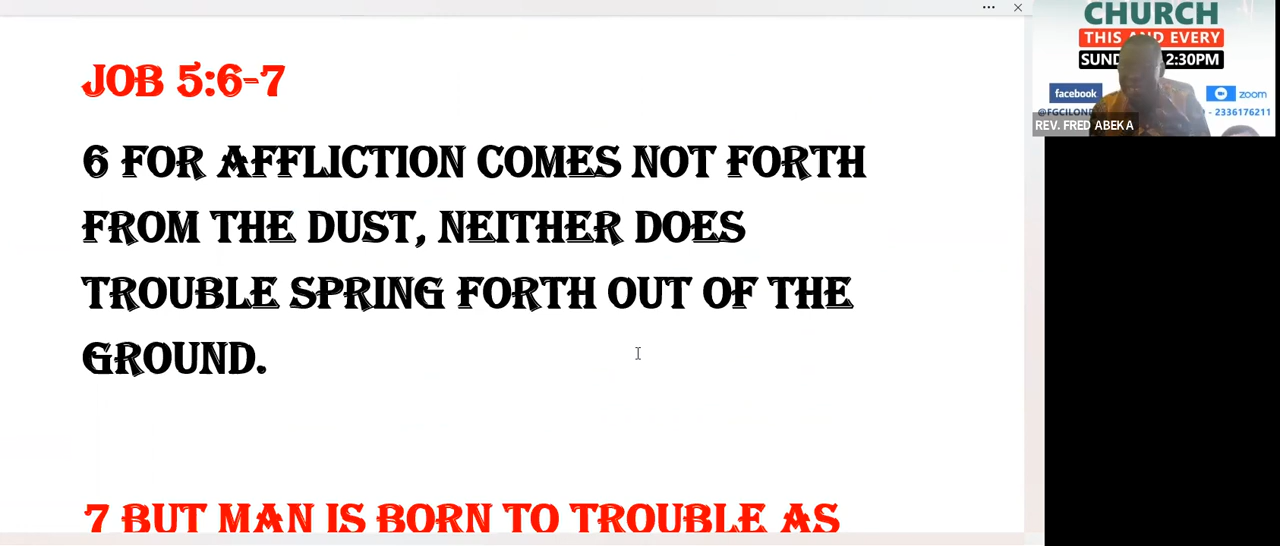 JOB 5:6-7
6 FOR AFFLICTION COMES NOT FORTH
FROM THE DUST, NEITHER DOES
TROUBLE SPRING FORTH OUT OF THE
GROUND.
7 BUT MAN IS BORN TO TROUBLE AS
CHURCH
THIS AND EVERY
2:30PM
facebook
zoom
- 2336176211
REV. FRED ABEKA